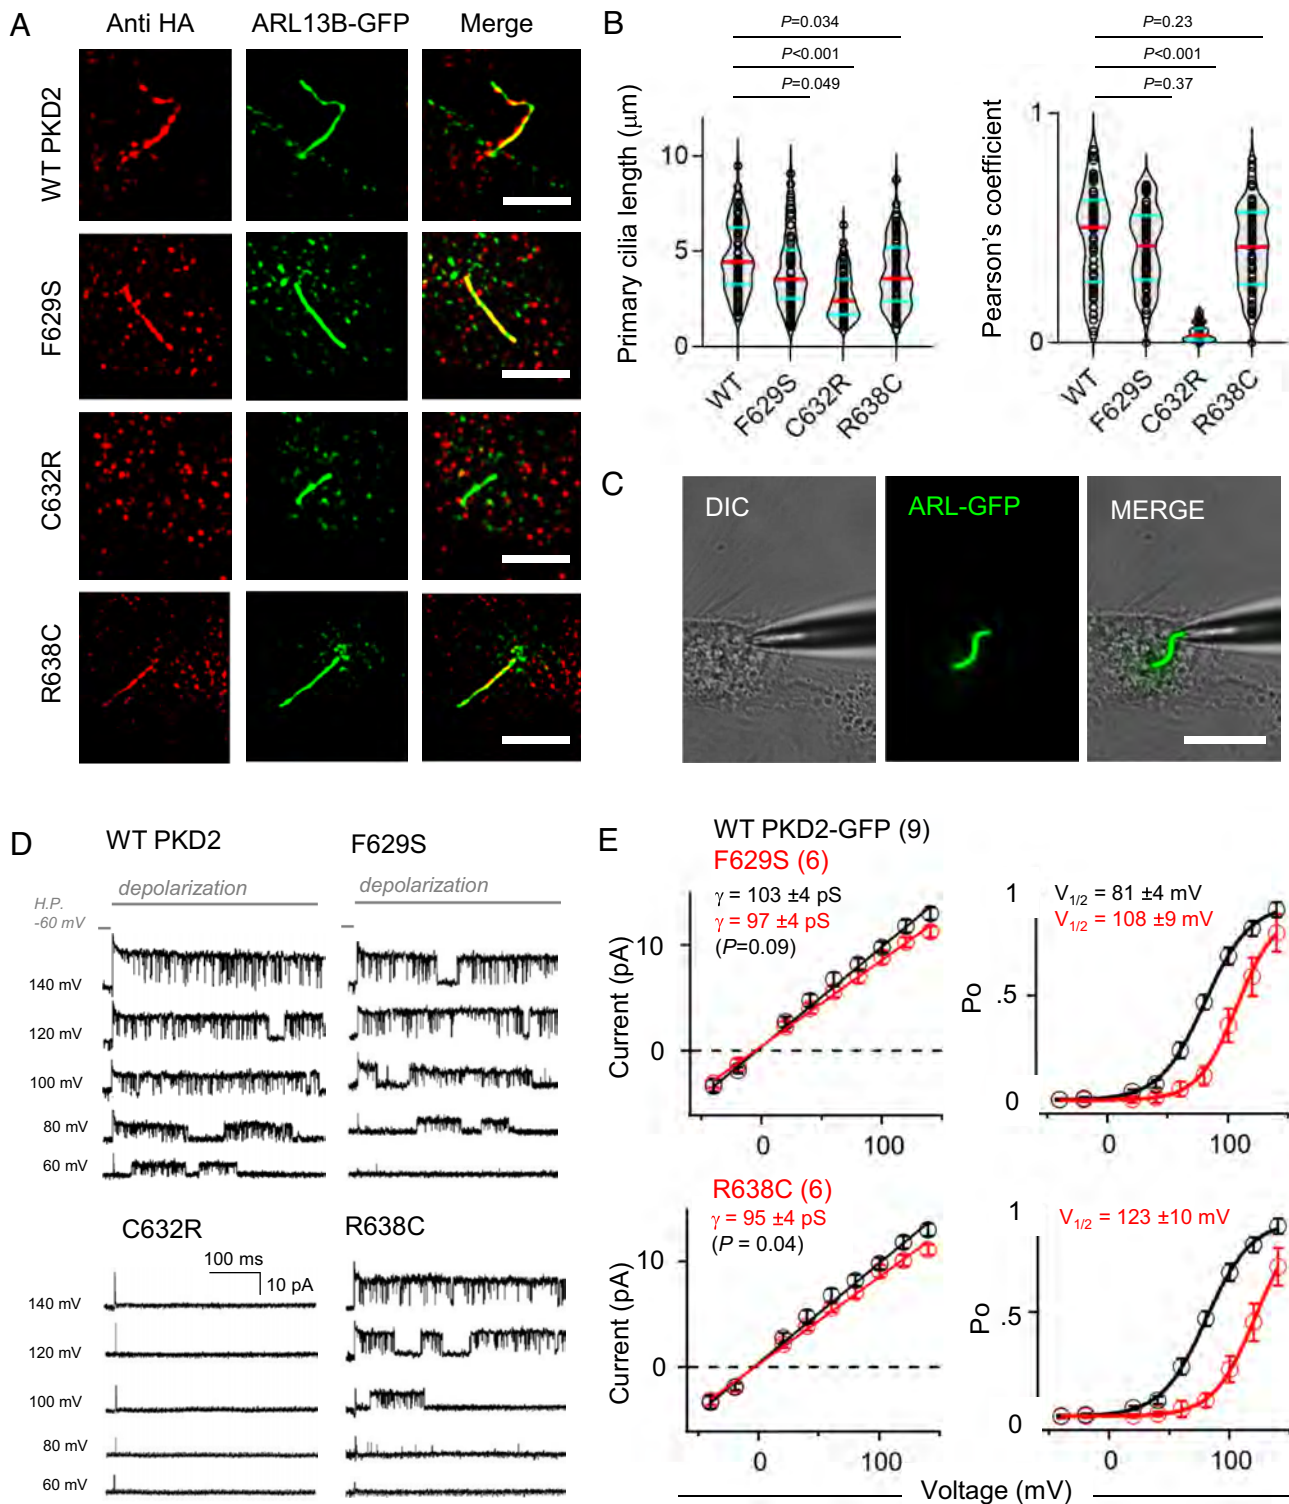 A
Anti HA
ARL13B-GFP
Merge
WT PKD2
F629S
C632R
R638C
B
P=0.034
P<0.001
P=0.049
Primary cilia length (μm)
10
5
0
WT
F629S
C632R
R638C
P=0.23
P<0.001
P=0.37
Pearson's coefficient
1
0
WT
F629S
C632R
R638C
C
DIC
ARL-GFP
MERGE
D
WT PKD2
F629S
depolarization
depolarization
H.P.
-60 mV
140 mV
120 mV
100 mV
80 mV
60 mV
C632R
R638C
100 ms
10 pA
140 mV
120 mV
100 mV
80 mV
60 mV
E
WT PKD2-GFP (9)
F629S (6)
γ = 103 ±4 pS
γ = 97 ±4 pS
(P=0.09)
Current (pA)
10
0
0
100
V1/2 = 81 ±4 mV
V1/2 = 108 ±9 mV
Po
1
.5
0
0
100
R638C (6)
γ = 95 ±4 pS
(P = 0.04)
Current (pA)
10
0
0
100
V1/2 = 123 ±10 mV
Po
1
.5
0
0
100
Voltage (mV)